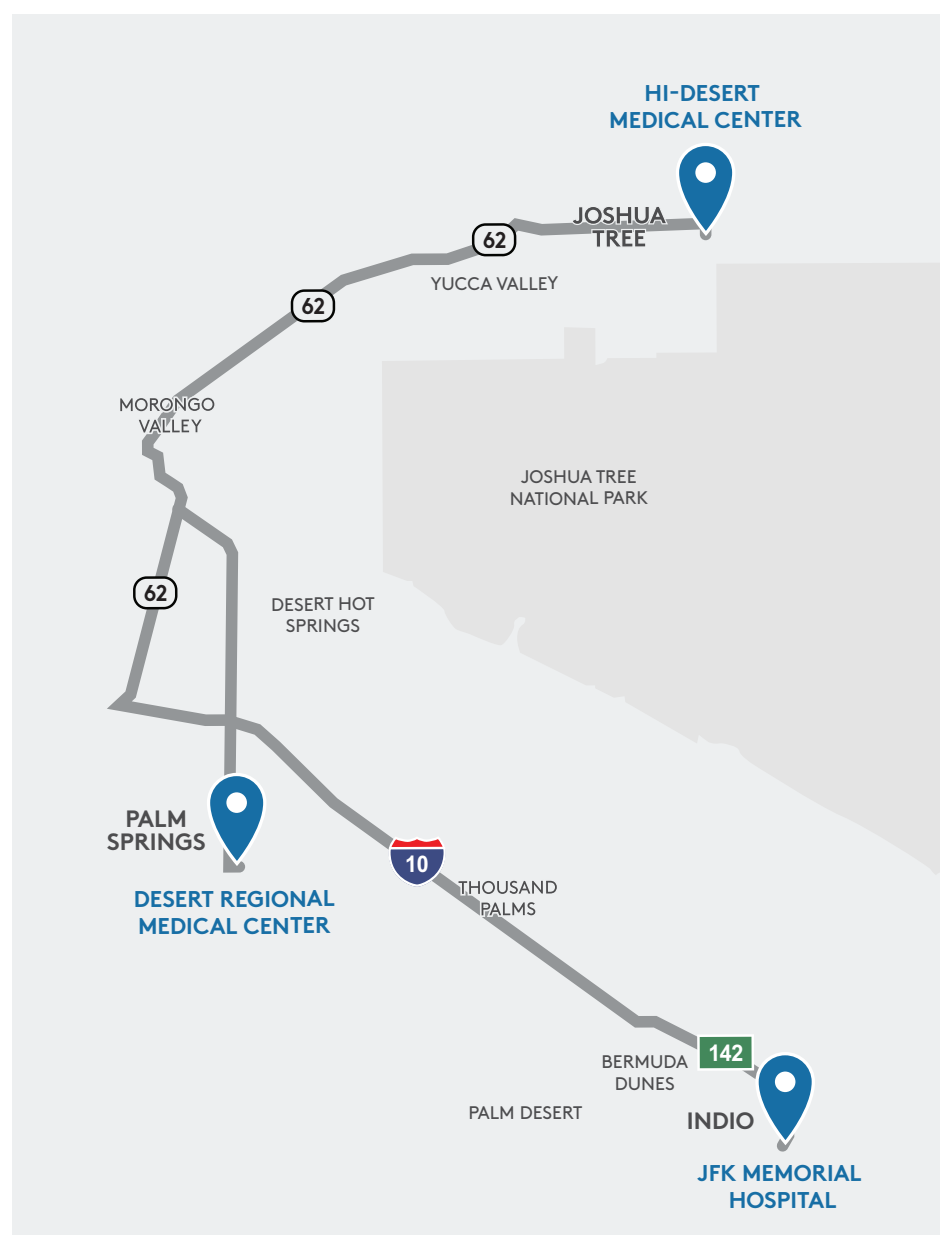 HI-DESERT
MEDICAL CENTER
JOSHUA
TREE
62
YUCCA VALLEY
62
MORONGO
VALLEY
JOSHUA TREE
NATIONAL PARK
62
DESERT HOT
SPRINGS
PALM
SPRINGS
10
THOUSAND
PALMS
DESERT REGIONAL
MEDICAL CENTER
142
BERMUDA
DUNES
PALM DESERT
INDIO
JFK MEMORIAL
HOSPITAL